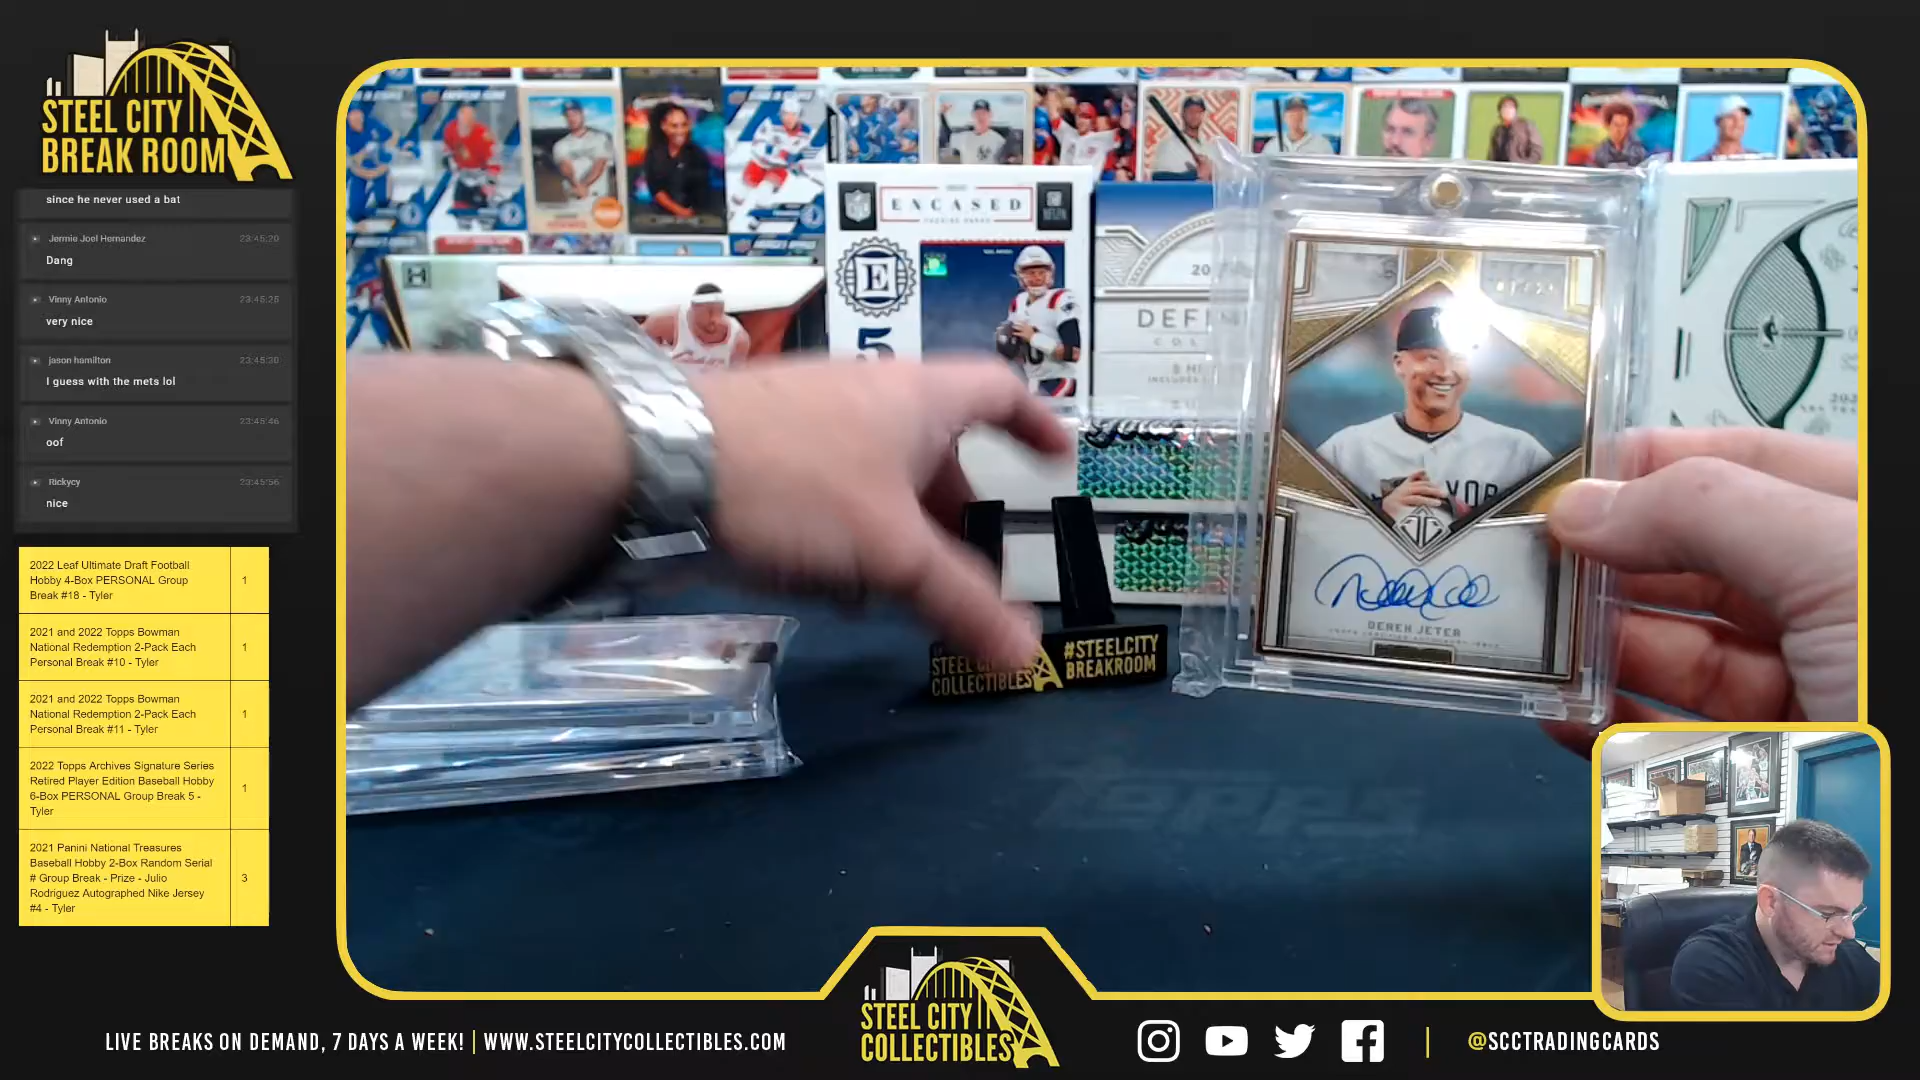 STEEL CITY
BREAK ROOM
since he never used a bat
Jermie Joel Hernandez 23:45:20
Dang
Vinny Antonio 23:45:25
very nice
jason hamilton 23:45:30
I guess with the mets lol
Vinny Antonio 23:45:46
oof
Rickycy 23:45:56
nice
2022 Leaf Ultimate Draft Football
Hobby 4-Box PERSONAL Group
Break #18 - Tyler
1
2021 and 2022 Topps Bowman
National Redemption 2-Pack Each
Personal Break #10 - Tyler
1
2021 and 2022 Topps Bowman
National Redemption 2-Pack Each
Personal Break #11 - Tyler
1
2022 Topps Archives Signature Series
Retired Player Edition Baseball Hobby
6-Box PERSONAL Group Break 5 -
Tyler
1
2021 Panini National Treasures
Baseball Hobby 2-Box Random Serial
# Group Break - Prize - Julio
Rodriguez Autographed Nike Jersey
#4 - Tyler
3
ENCASED
E
5
DEFIN
DEREK JETER
STEEL CITY
COLLECTIBLES
#STEELCITY
BREAKROOM
TOPPS
STEEL CITY
COLLECTIBLES
LIVE BREAKS ON DEMAND, 7 DAYS A WEEK! | WWW.STEELCITYCOLLECTIBLES.COM
@SCCTRADINGCARDS